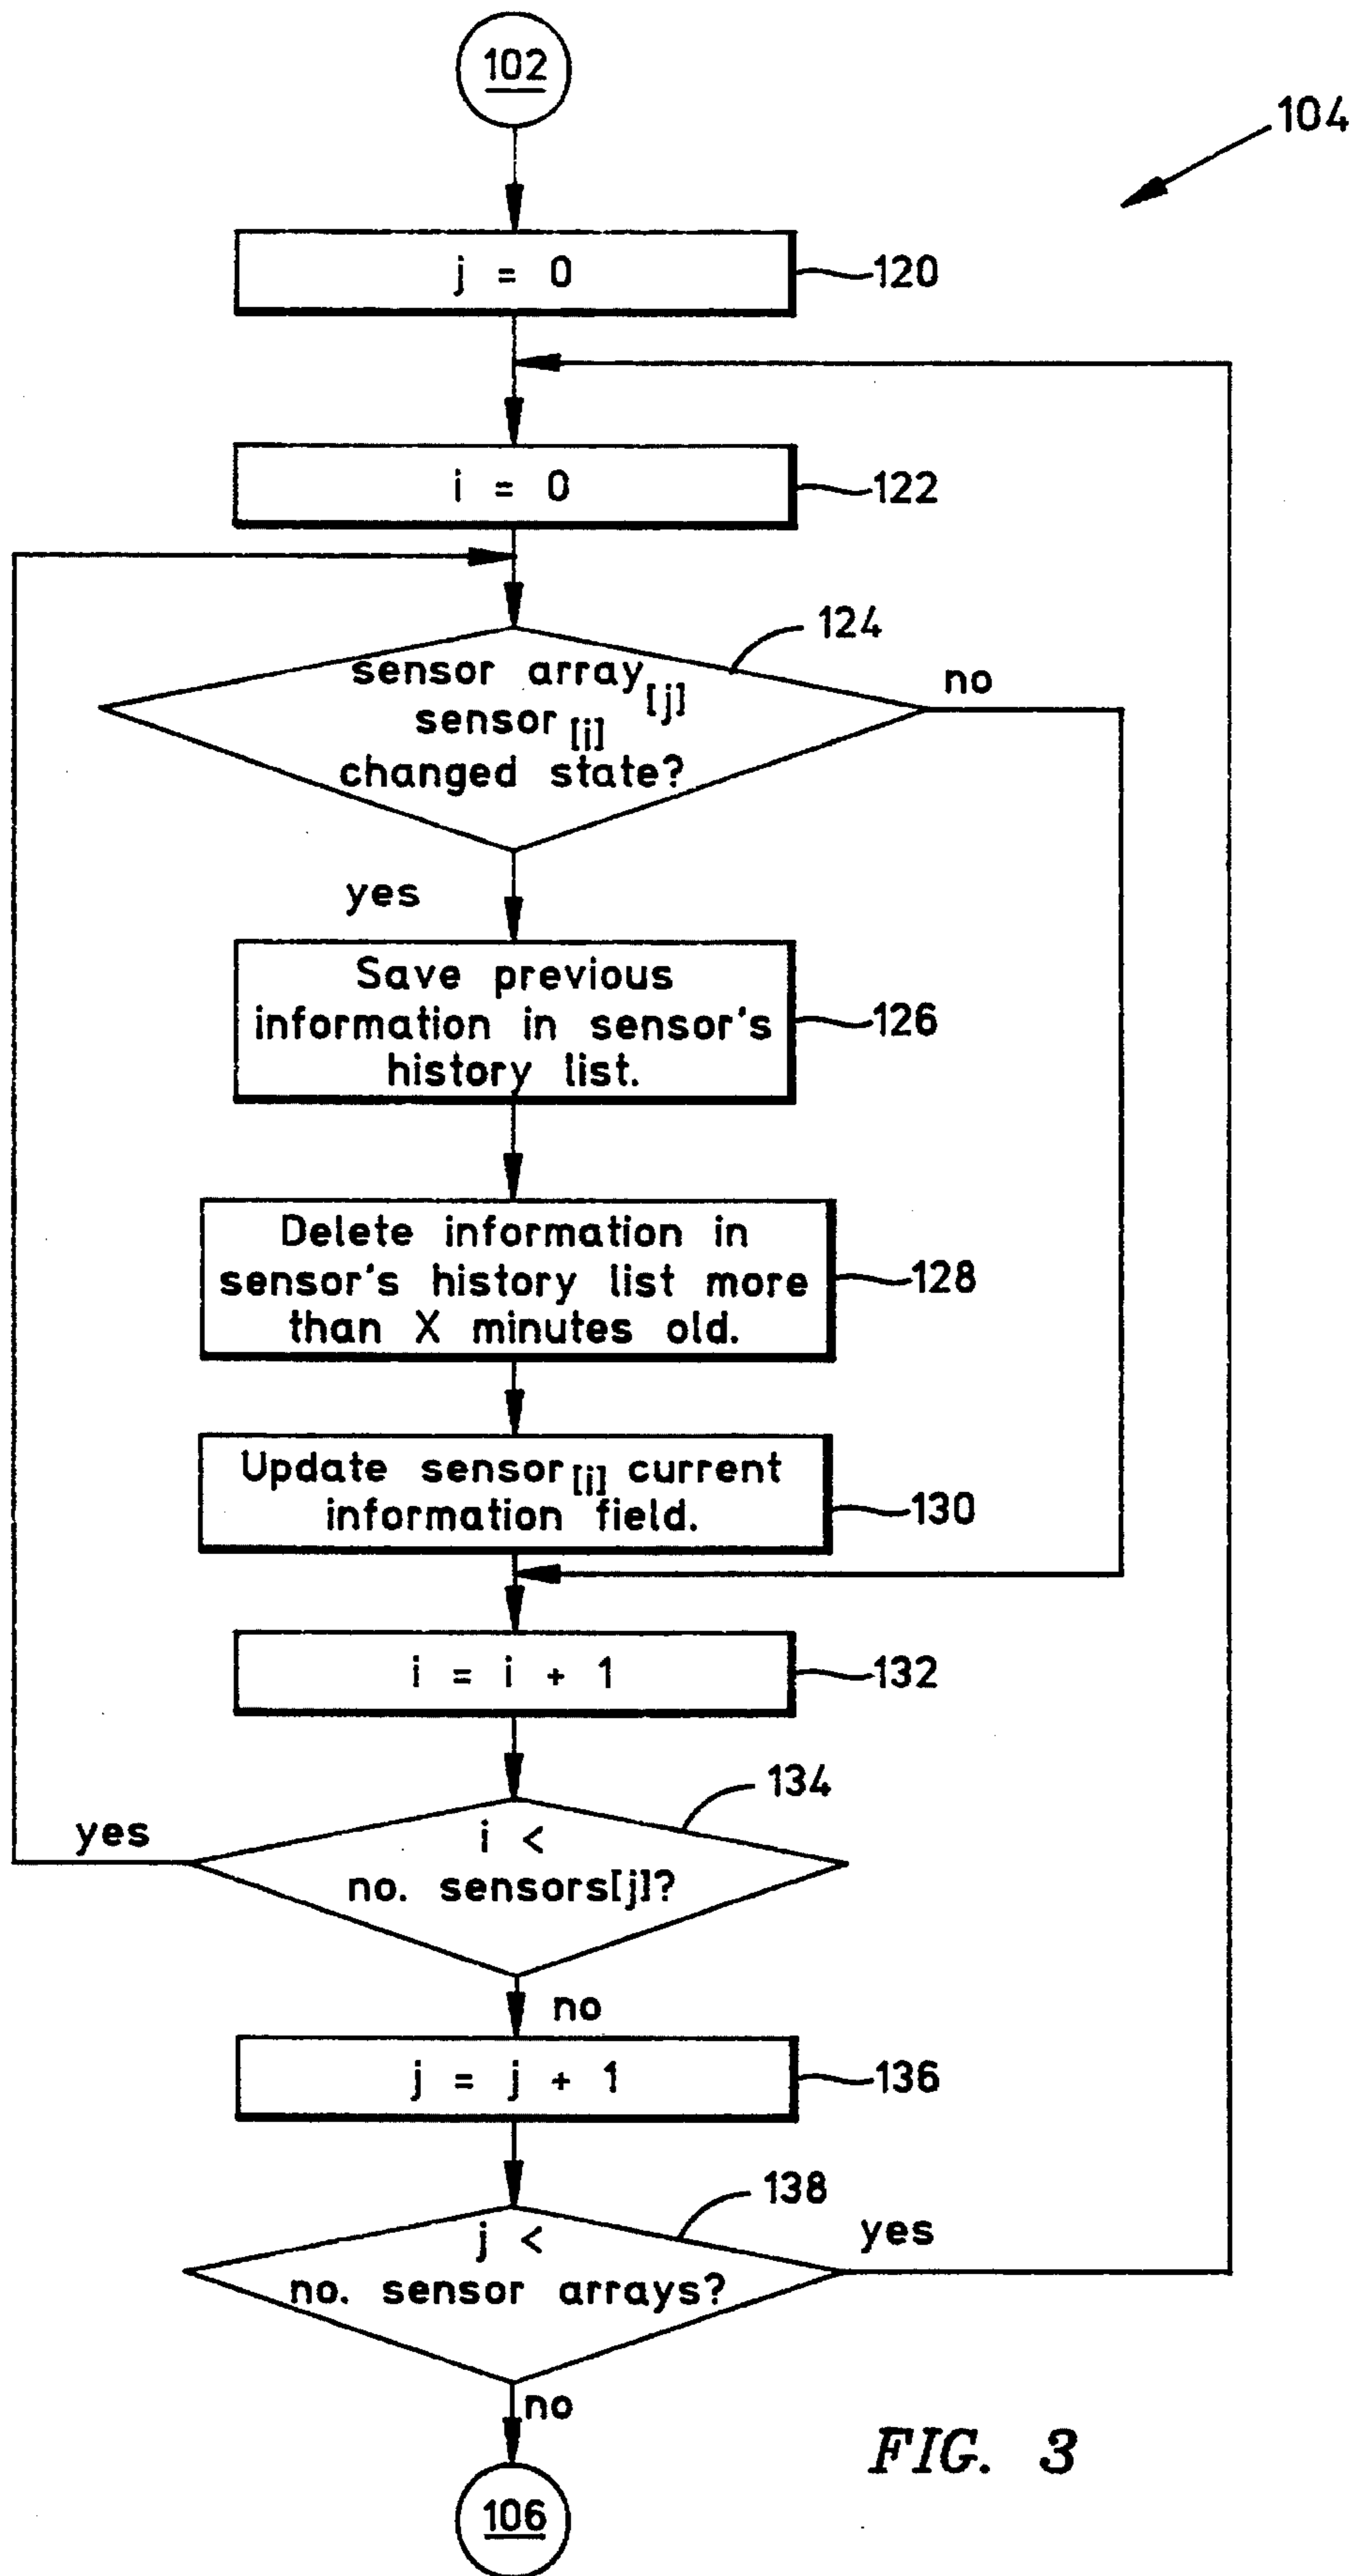 102
104
j = 0
120
i = 0
122
124
sensor array[j]
sensor[i]
changed state?
no
yes
Save previous
information in sensor's
history list.
126
Delete information in
sensor's history list more
than X minutes old.
128
Update sensor[i] current
information field.
130
i = i + 1
132
134
yes
i <
no. sensors[j]?
no
j = j + 1
136
138
yes
j <
no. sensor arrays?
no
FIG. 3
106